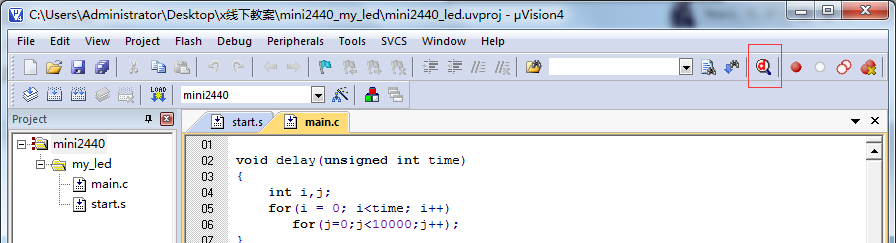 C:\Users\Administrator\Desktop\x线下教案\mini2440_my_led\mini2440_led.uvproj - µVision4
File Edit View Project Flash Debug Peripherals Tools SVCS Window Help
LOAD mini2440
Project
start.s main.c
mini2440
my_led
main.c
start.s
01
02 void delay(unsigned int time)
03 {
04 int i,j;
05 for(i = 0; i<time; i++)
06 for(j=0;j<10000;j++);
07 }